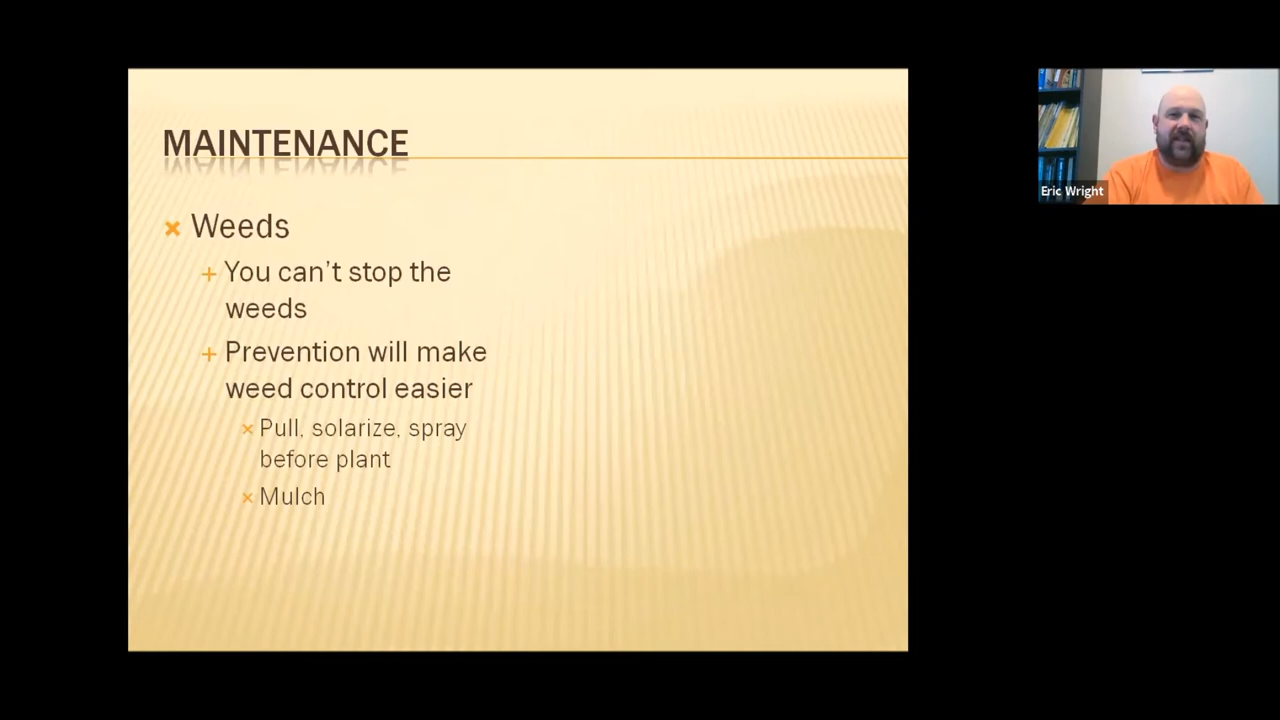 MAINTENANCE
Weeds
You can't stop the
weeds
Prevention will make
weed control easier
Pull, solarize, spray
before plant
Mulch
Eric Wright